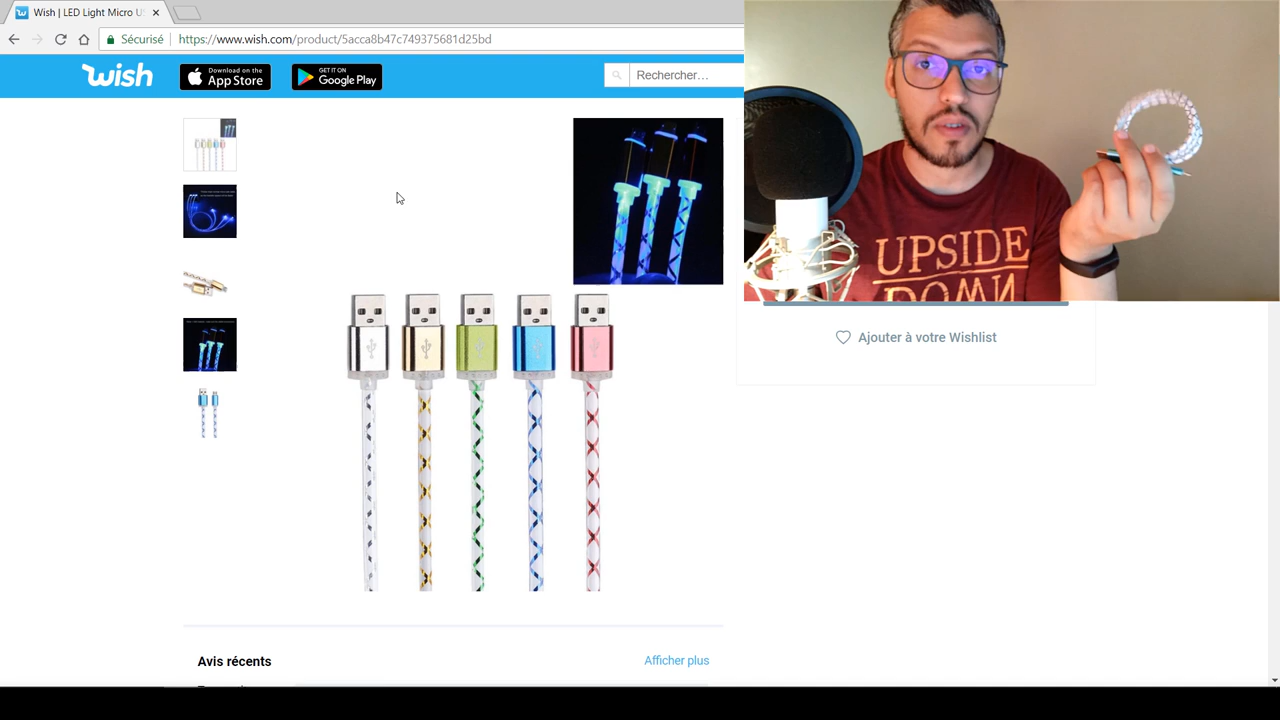 Wish | LED Light Micro U
Sécurisé
https://www.wish.com/product/5acca8b47c749375681d25bd
wish
Download on the
App Store
GET IT ON
Google Play
Rechercher…
UPSIDE
DOWN
Ajouter à votre Wishlist
Avis récents
Afficher plus